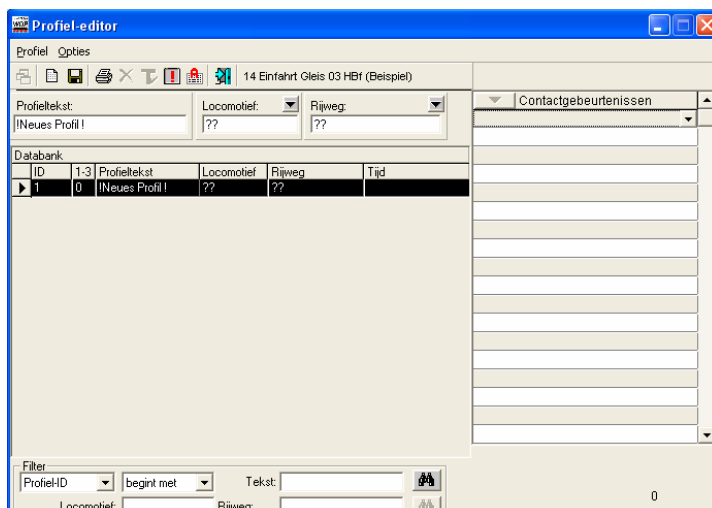 Profiel-editor
Profiel Opties
14 Einfahrt Gleis 03 HBf (Beispiel)
Profieltekst: Locomotief: Rijweg:
!Neues Profil ! ?? ??
Contactgebeurtenissen
Databank
ID 1-3 Profieltekst Locomotief Rijweg Tijd
1 0 !Neues Profil ! ?? ??
Filter
Profiel-ID begint met Tekst:
Locomotief: Rijweg:
0